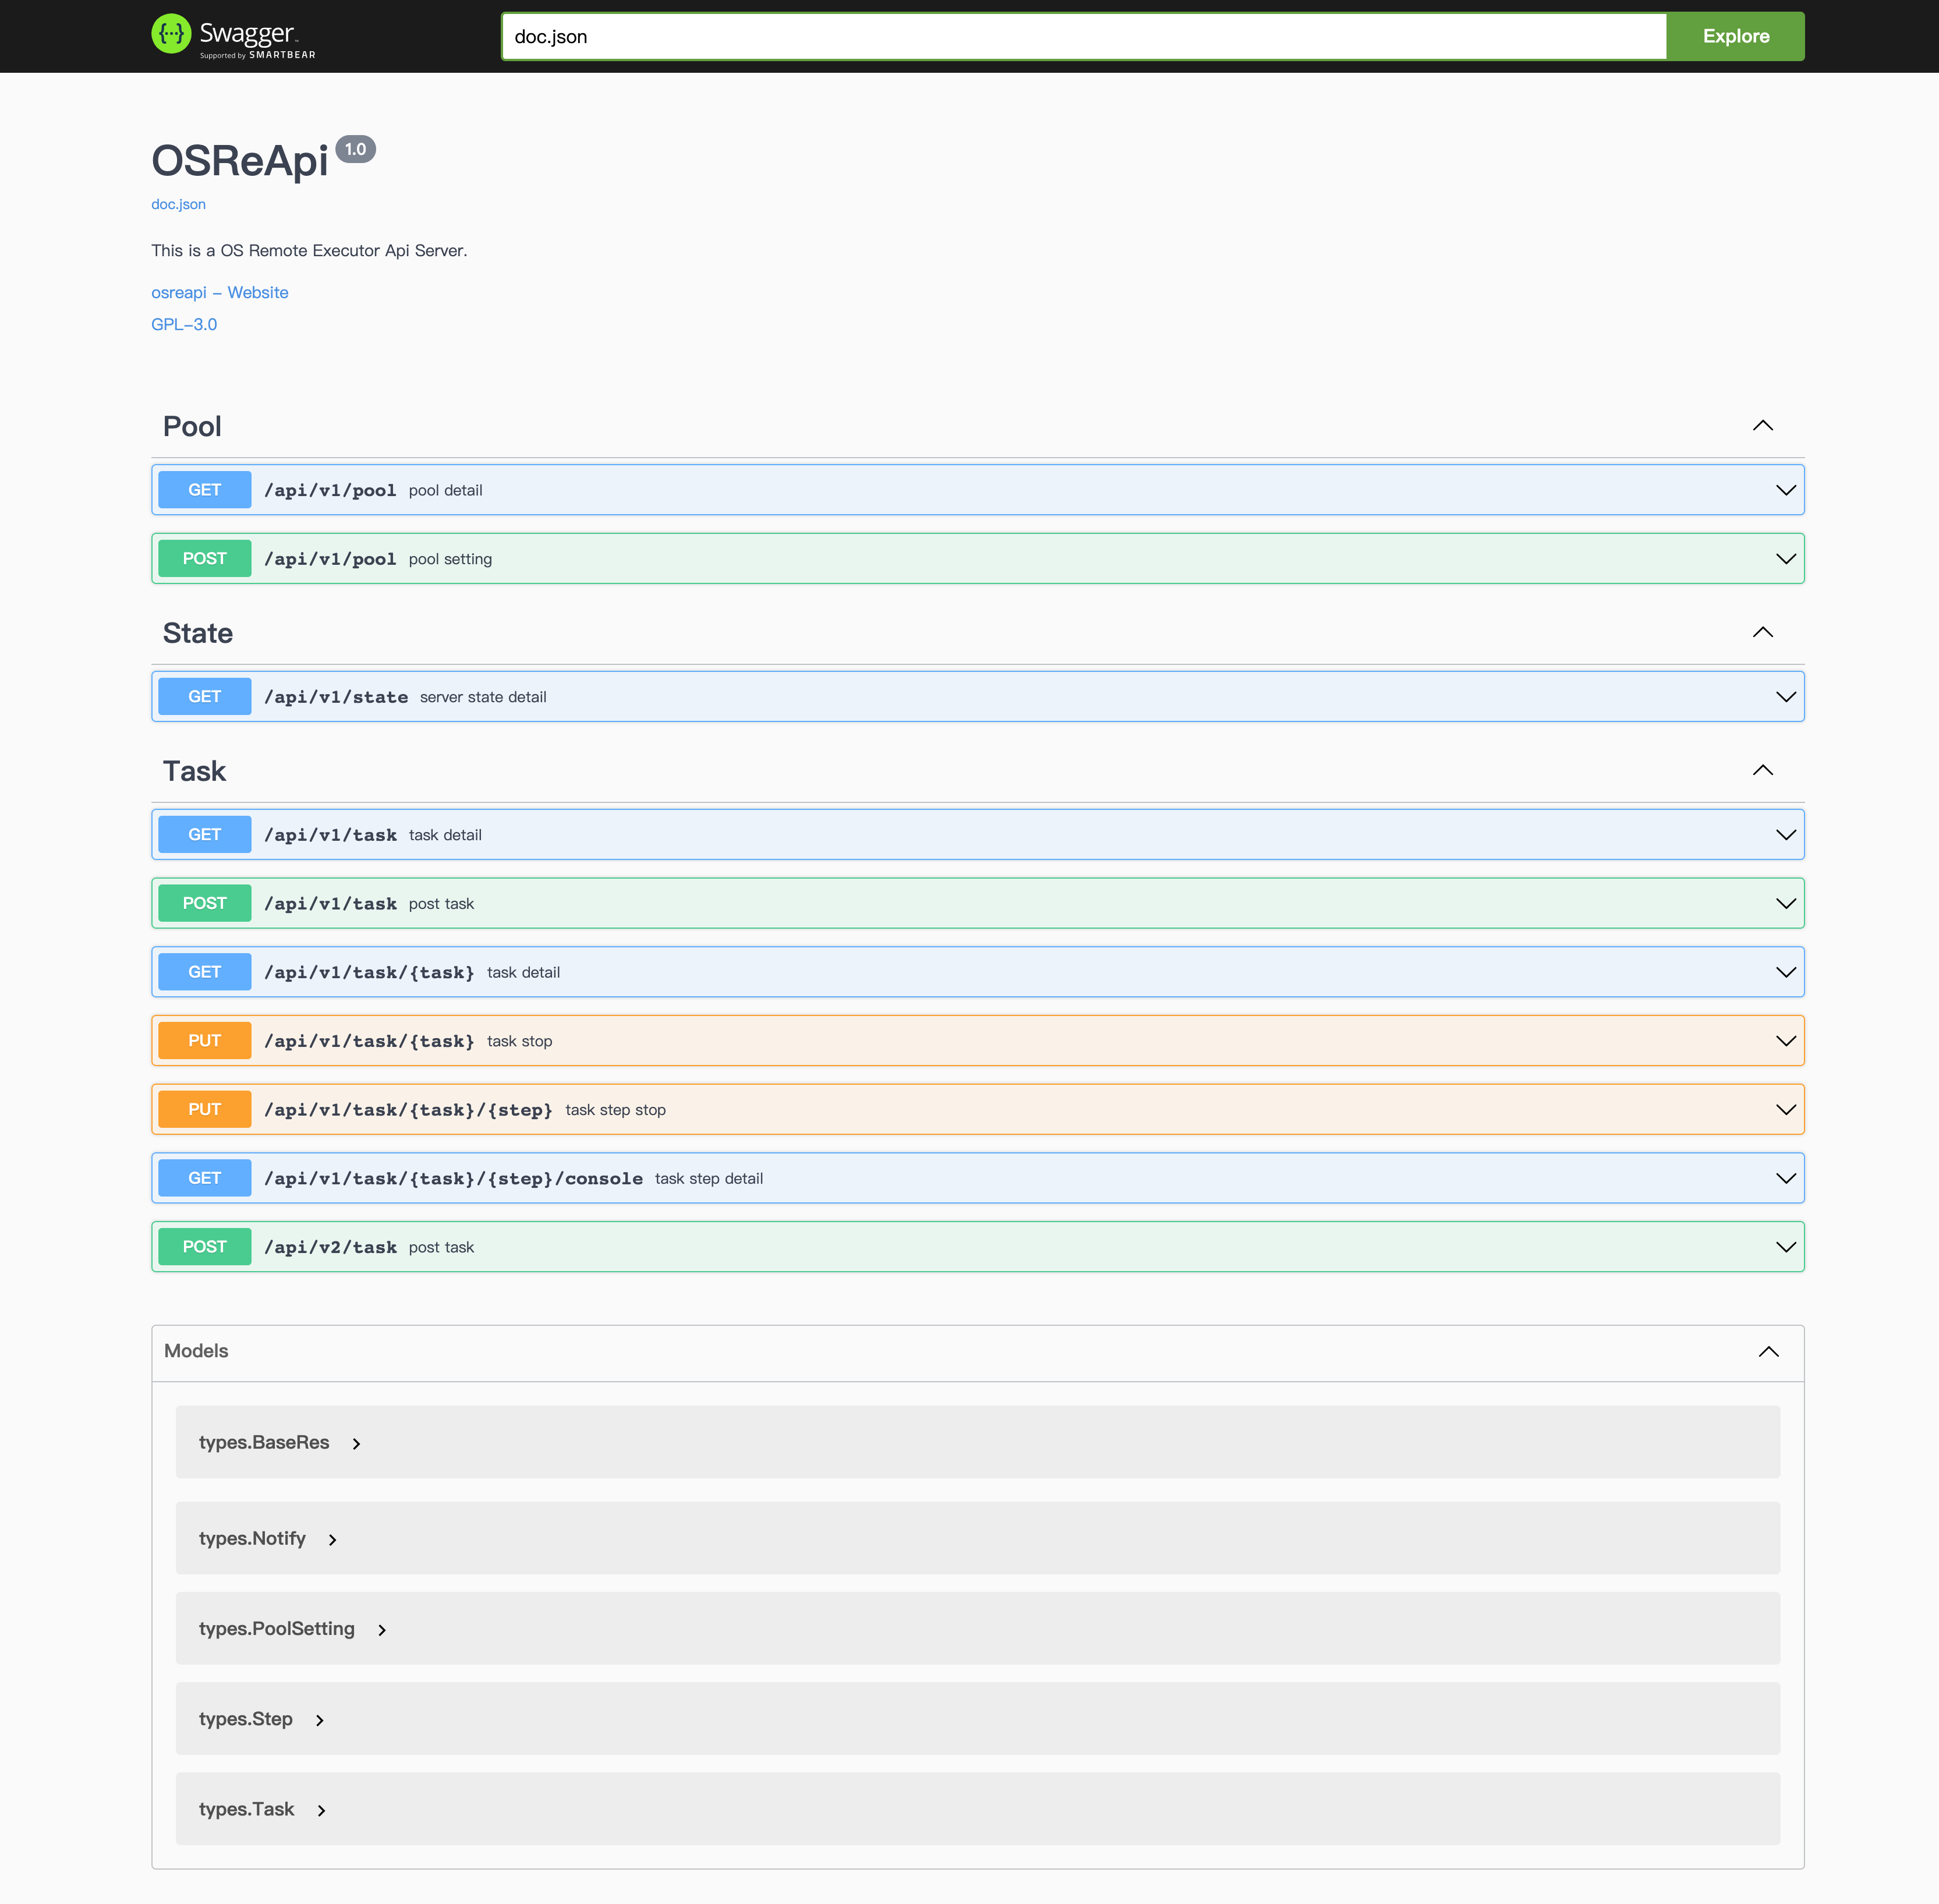 Swagger™
Supported by SMARTBEAR
doc.json
Explore
OSReApi 1.0
doc.json
This is a OS Remote Executor Api Server.
osreapi – Website
GPL–3.0
Pool
GET /api/v1/pool pool detail
POST /api/v1/pool pool setting
State
GET /api/v1/state server state detail
Task
GET /api/v1/task task detail
POST /api/v1/task post task
GET /api/v1/task/{task} task detail
PUT /api/v1/task/{task} task stop
PUT /api/v1/task/{task}/{step} task step stop
GET /api/v1/task/{task}/{step}/console task step detail
POST /api/v2/task post task
Models
types.BaseRes
types.Notify
types.PoolSetting
types.Step
types.Task